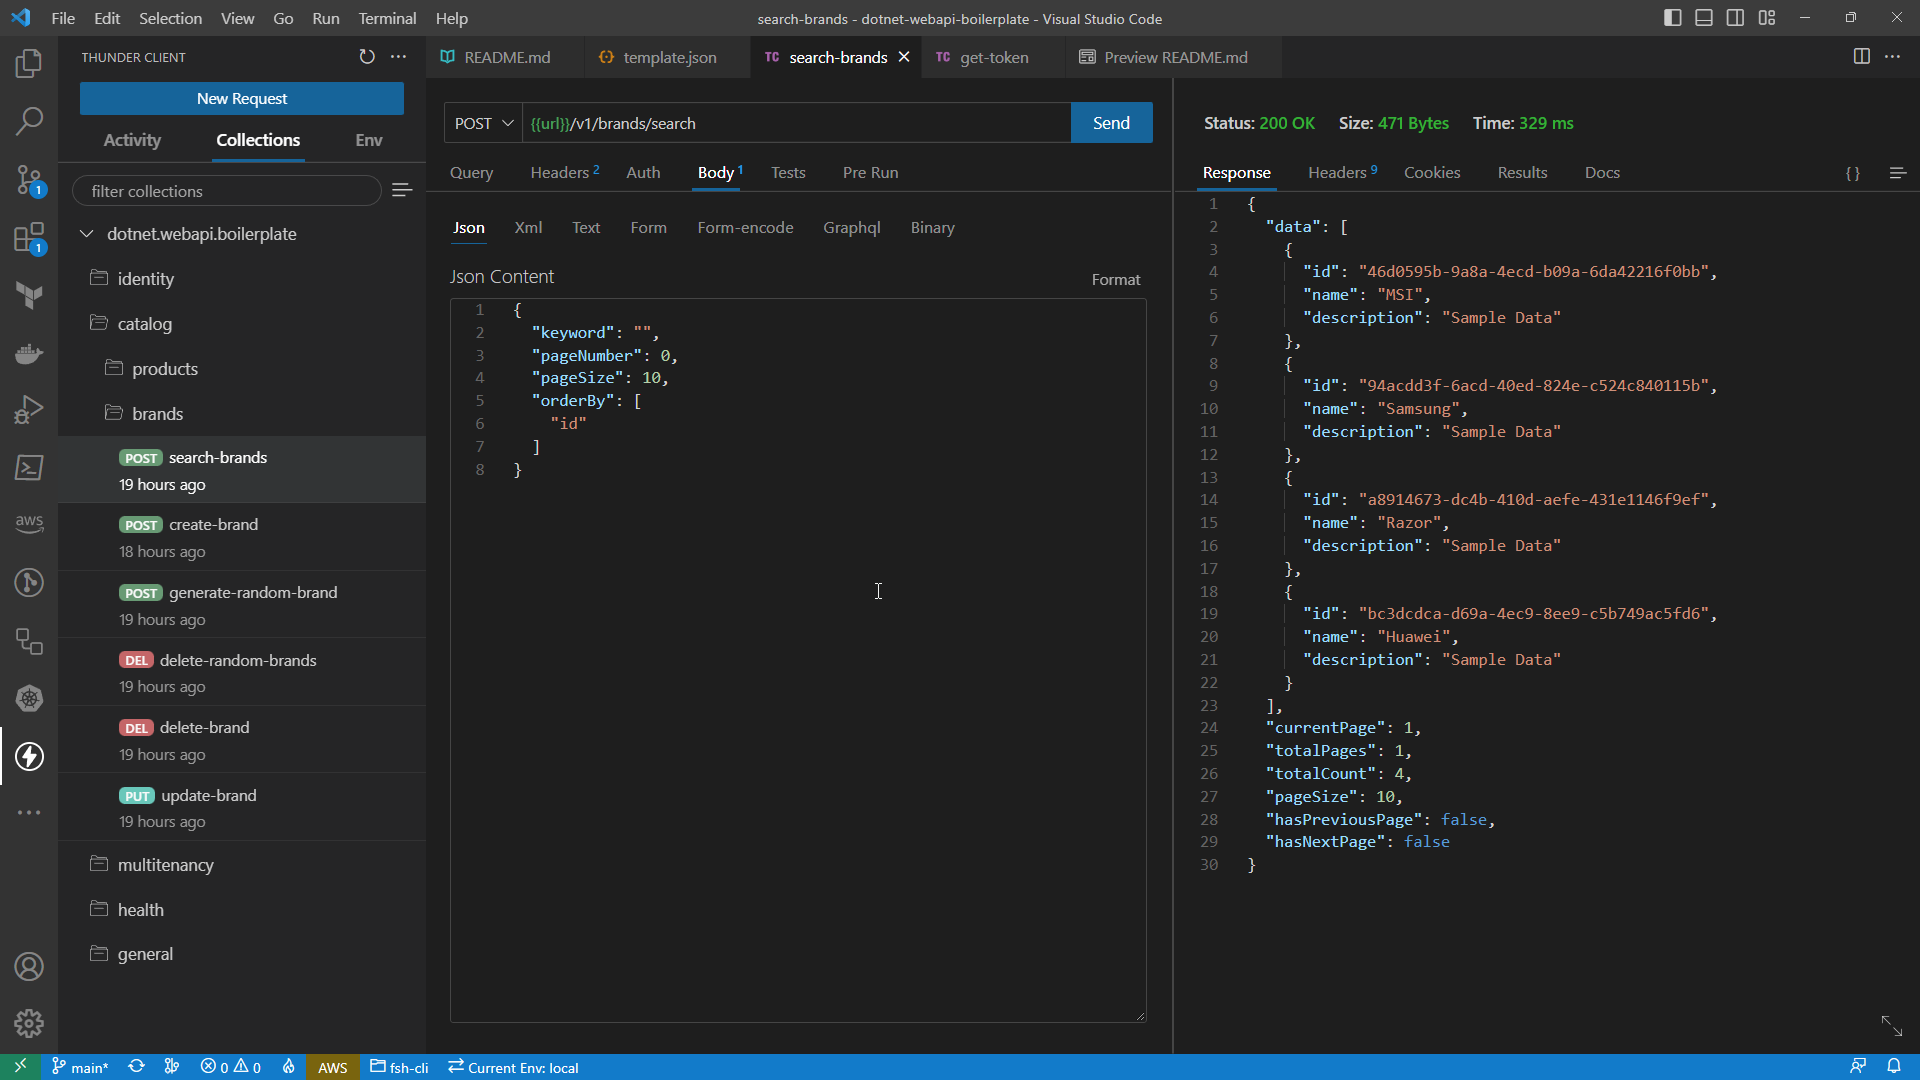 File Edit Selection View Go Run Terminal Help
search-brands - dotnet-webapi-boilerplate - Visual Studio Code
THUNDER CLIENT
New Request
Activity Collections Env
filter collections
dotnet.webapi.boilerplate
identity
catalog
products
brands
POST search-brands
19 hours ago
POST create-brand
18 hours ago
POST generate-random-brand
19 hours ago
DEL delete-random-brands
19 hours ago
DEL delete-brand
19 hours ago
PUT update-brand
19 hours ago
multitenancy
health
general
1
1
aws
README.md template.json TC search-brands TC get-token Preview README.md
POST {{url}}/v1/brands/search Send
Query Headers 2 Auth Body 1 Tests Pre Run
Json Xml Text Form Form-encode Graphql Binary
Json Content
Format
1 {
2 "keyword": "",
3 "pageNumber": 0,
4 "pageSize": 10,
5 "orderBy": [
6 "id"
7 ]
8 }
Status: 200 OK Size: 471 Bytes Time: 329 ms
Response Headers 9 Cookies Results Docs { }
1 {
2 "data": [
3 {
4 "id": "46d0595b-9a8a-4ecd-b09a-6da42216f0bb",
5 "name": "MSI",
6 "description": "Sample Data"
7 },
8 {
9 "id": "94acdd3f-6acd-40ed-824e-c524c840115b",
10 "name": "Samsung",
11 "description": "Sample Data"
12 },
13 {
14 "id": "a8914673-dc4b-410d-aefe-431e1146f9ef",
15 "name": "Razor",
16 "description": "Sample Data"
17 },
18 {
19 "id": "bc3dcdca-d69a-4ec9-8ee9-c5b749ac5fd6",
20 "name": "Huawei",
21 "description": "Sample Data"
22 }
23 ],
24 "currentPage": 1,
25 "totalPages": 1,
26 "totalCount": 4,
27 "pageSize": 10,
28 "hasPreviousPage": false,
29 "hasNextPage": false
30 }
main* 0 0 AWS fsh-cli Current Env: local